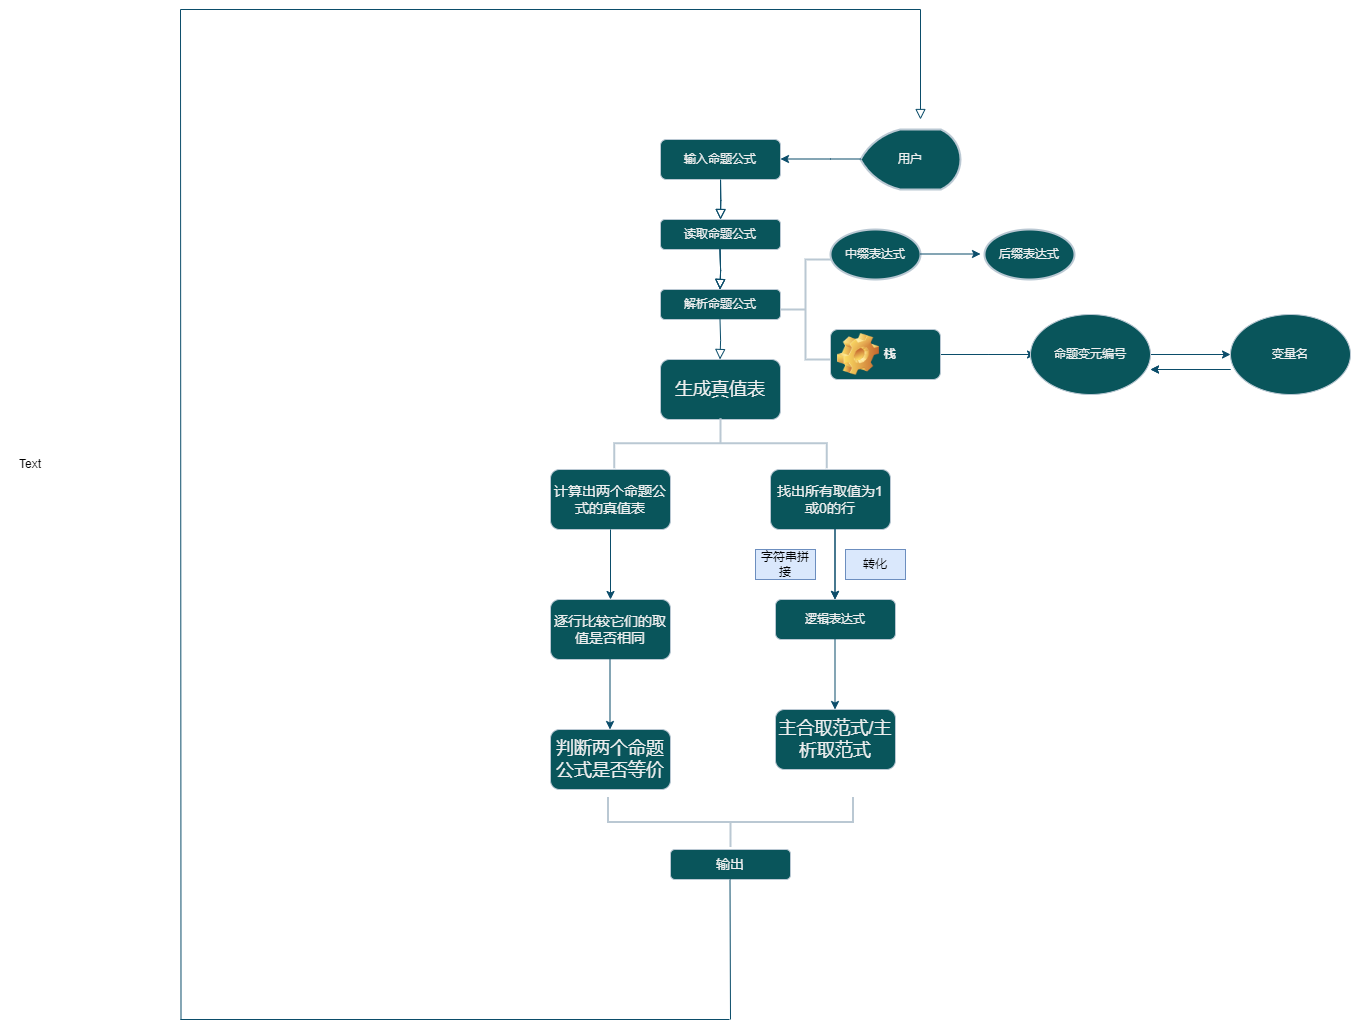 用户
输入命题公式
读取命题公式
中缀表达式
后缀表达式
解析命题公式
栈
命题变元编号
变量名
生成真值表
Text
计算出两个命题公
式的真值表
找出所有取值为1
或0的行
字符串拼
接
转化
逐行比较它们的取
值是否相同
逻辑表达式
判断两个命题
公式是否等价
主合取范式/主
析取范式
输出